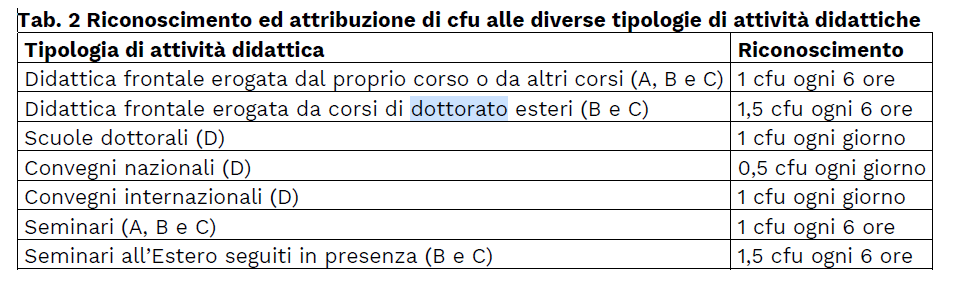 Tab. 2 Riconoscimento ed attribuzione di cfu alle diverse tipologie di attività didattiche
Tipologia di attività didattica Riconoscimento
Didattica frontale erogata dal proprio corso o da altri corsi (A, B e C) 1 cfu ogni 6 ore
Didattica frontale erogata da corsi di dottorato esteri (B e C) 1,5 cfu ogni 6 ore
Scuole dottorali (D) 1 cfu ogni giorno
Convegni nazionali (D) 0,5 cfu ogni giorno
Convegni internazionali (D) 1 cfu ogni giorno
Seminari (A, B e C) 1 cfu ogni 6 ore
Seminari all'Estero seguiti in presenza (B e C) 1,5 cfu ogni 6 ore